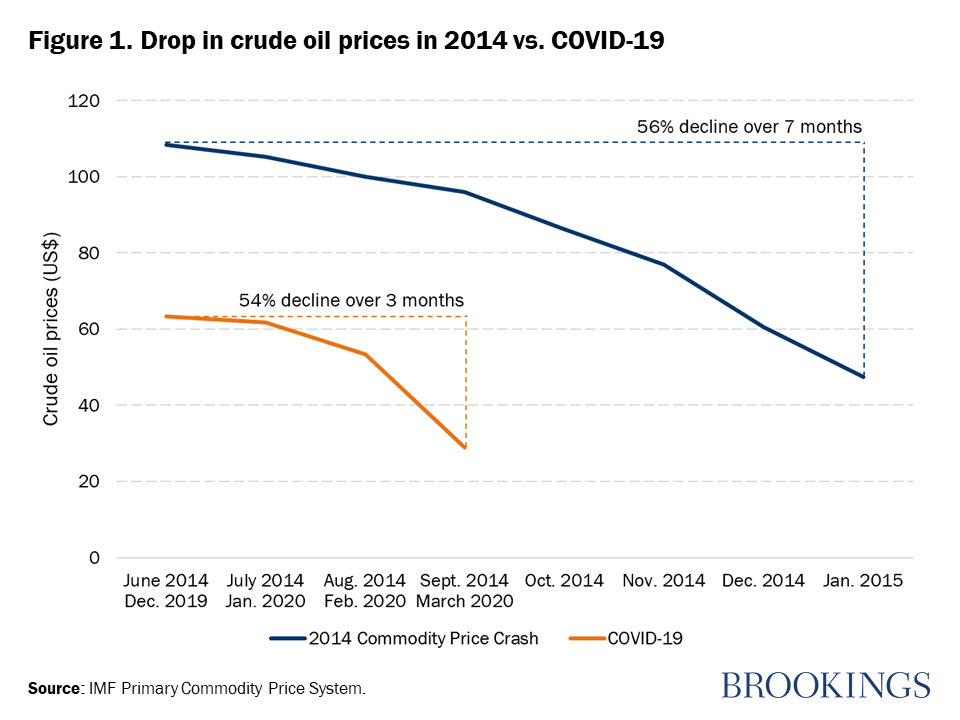 Figure 1. Drop in crude oil prices in 2014 vs. COVID-19
120
56% decline over 7 months
100
80
54% decline over 3 months
60
40
20
0
Crude oil prices (US$)
June 2014 July 2014 Aug. 2014 Sept. 2014 Oct. 2014 Nov. 2014 Dec. 2014 Jan. 2015
Dec. 2019 Jan. 2020 Feb. 2020 March 2020
2014 Commodity Price Crash COVID-19
Source: IMF Primary Commodity Price System.
BROOKINGS